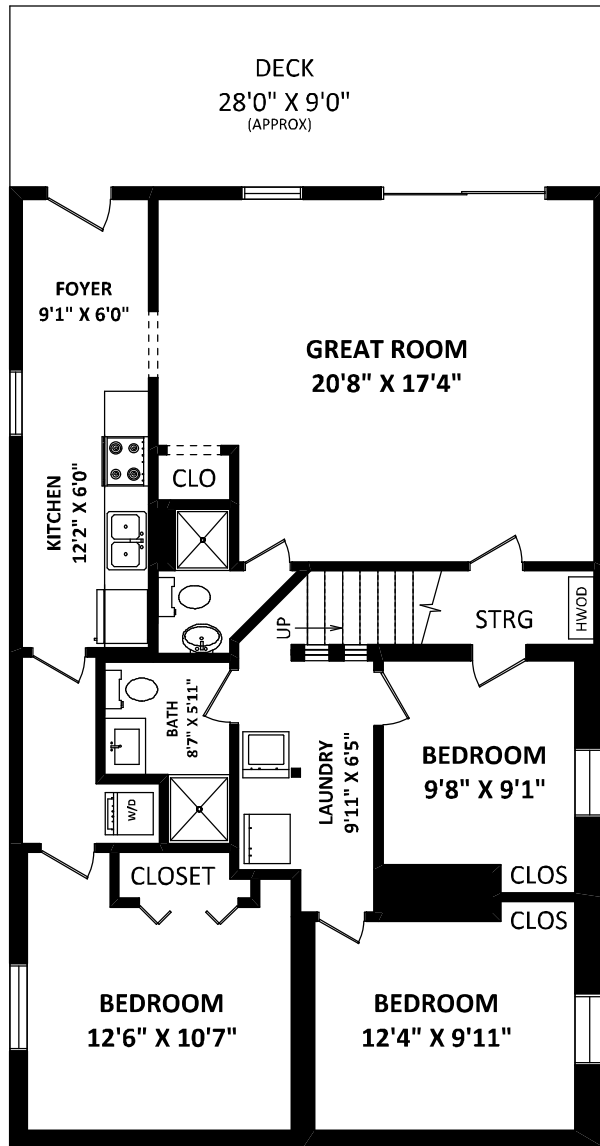 DECK
28'0" X 9'0"
(APPROX)
FOYER
9'1" X 6'0"
GREAT ROOM
20'8" X 17'4"
CLO
KITCHEN
12'2" X 6'0"
UP
STRG
HWOD
BATH
8'7" X 5'11"
LAUNDRY
9'11" X 6'5"
BEDROOM
9'8" X 9'1"
W/D
CLOSET
CLOS
CLOS
BEDROOM
12'6" X 10'7"
BEDROOM
12'4" X 9'11"